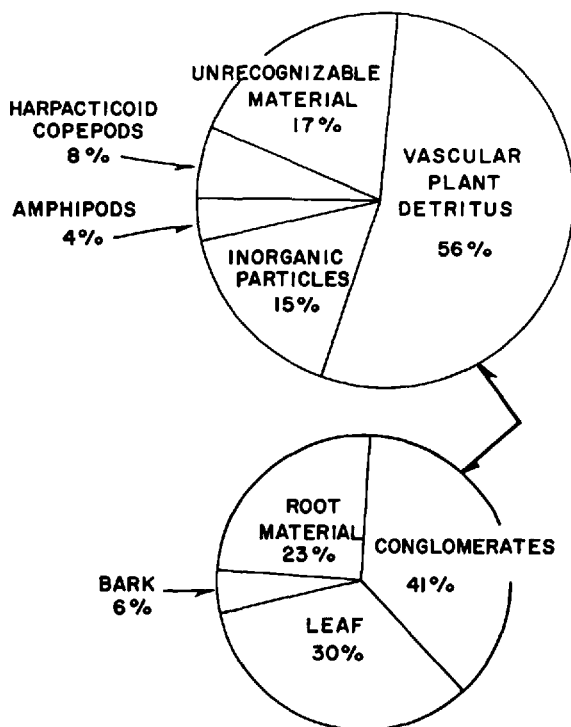 UNRECOGNIZABLE
MATERIAL
17%
HARPACTICOID
COPEPODS
8%
AMPHIPODS
4%
INORGANIC
PARTICLES
15%
VASCULAR
PLANT
DETRITUS
56%
ROOT
MATERIAL
23%
CONGLOMERATES
41%
BARK
6%
LEAF
30%